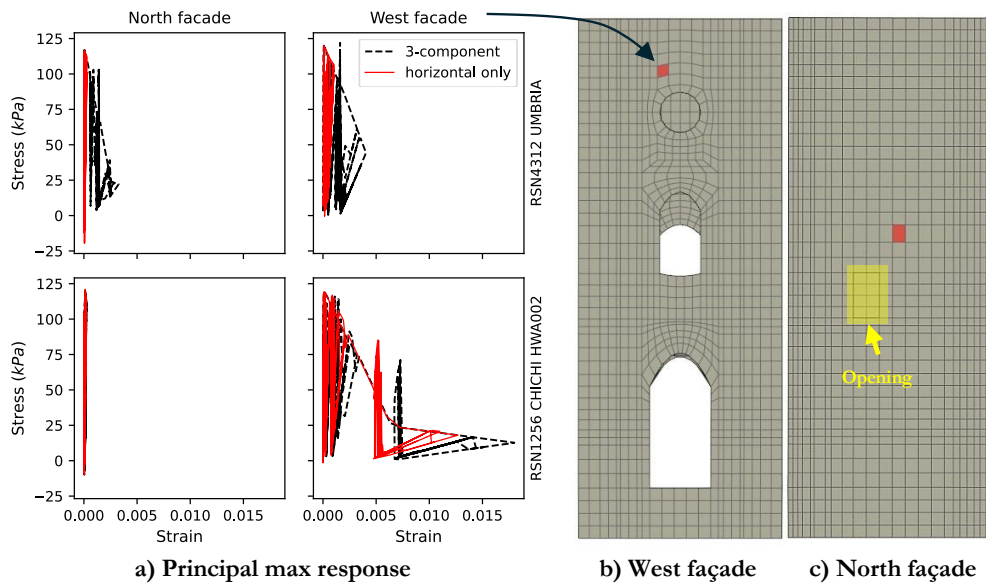 North facade
West facade
125
100
75
50
25
0
−25
Stress (kPa)
3-component
horizontal only
RSN4312 UMBRIA
125
100
75
50
25
0
−25
Stress (kPa)
RSN1256 CHICHI HWA002
0.000 0.005 0.010 0.015
Strain
0.000 0.005 0.010 0.015
Strain
Opening
a) Principal max response
b) West façade
c) North façade